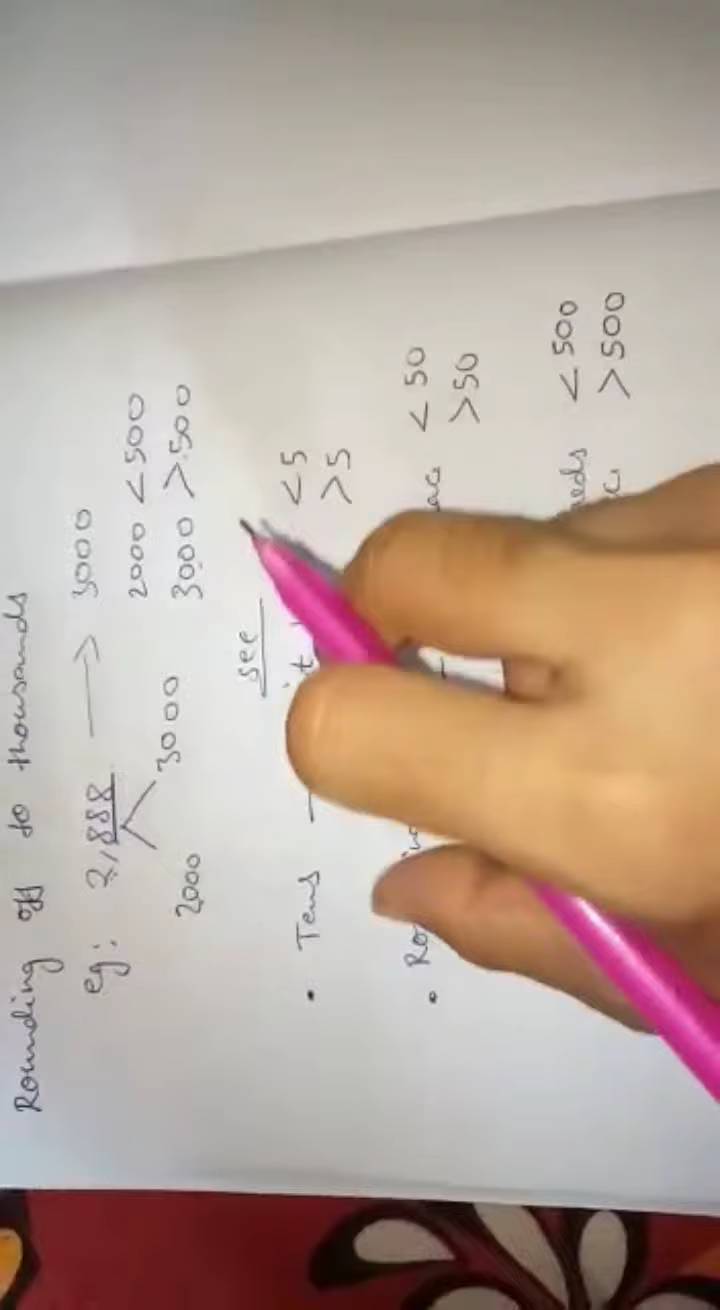 Rounding off to thousands
eg: 2,888 → 3000
2000 3000
2000 < 500
3000 > 500
see
• Tens < 5
> 5
• < 50
> 50
< 500
> 500